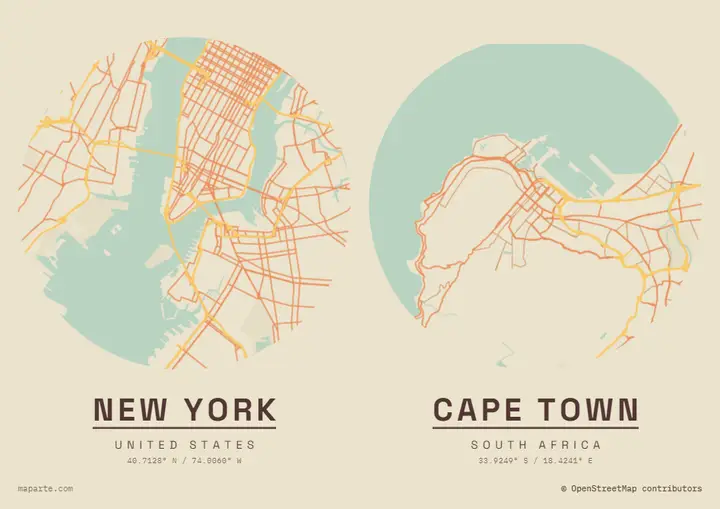 NEW YORK
UNITED STATES
40.7128° N / 74.0060° W
CAPE TOWN
SOUTH AFRICA
33.9249° S / 18.4241° E
maparte.com
© OpenStreetMap contributors